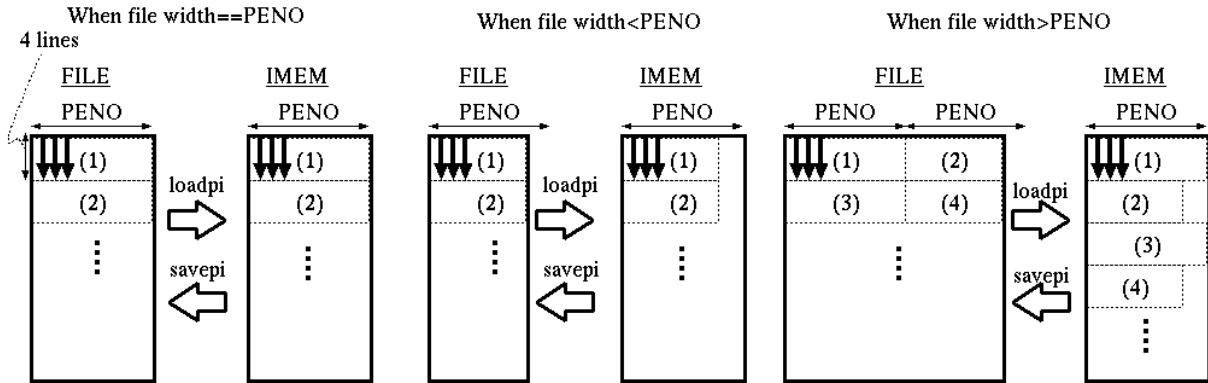 When file width==PENO
4 lines
FILE
IMEM
PENO
PENO
(1)
(1)
(2)
(2)
loadpi
savepi
When file width<PENO
FILE
IMEM
PENO
PENO
(1)
(1)
(2)
(2)
loadpi
savepi
When file width>PENO
FILE
IMEM
PENO
PENO
PENO
(1)
(2)
(1)
(3)
(4)
(2)
(3)
(4)
loadpi
savepi